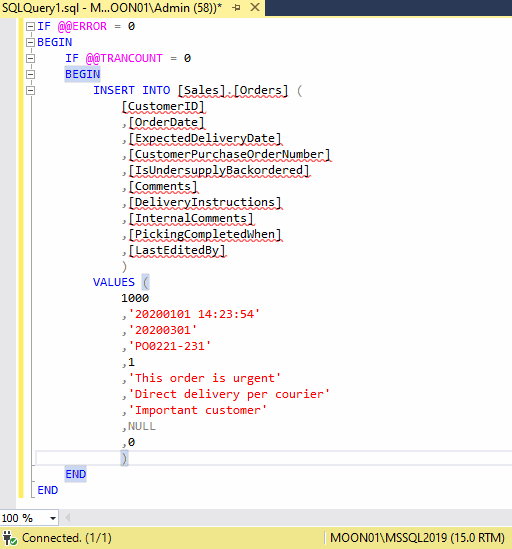 SQLQuery1.sql - M...OON01\Admin (58))*
IF @@ERROR = 0
BEGIN
IF @@TRANCOUNT = 0
BEGIN
INSERT INTO [Sales].[Orders] (
[CustomerID]
,[OrderDate]
,[ExpectedDeliveryDate]
,[CustomerPurchaseOrderNumber]
,[IsUndersupplyBackordered]
,[Comments]
,[DeliveryInstructions]
,[InternalComments]
,[PickingCompletedWhen]
,[LastEditedBy]
)
VALUES (
1000
,'20200101 14:23:54'
,'20200301'
,'PO0221-231'
,1
,'This order is urgent'
,'Direct delivery per courier'
,'Important customer'
,NULL
,0
)
END
END
100 %
Connected. (1/1)
MOON01\MSSQL2019 (15.0 RTM)